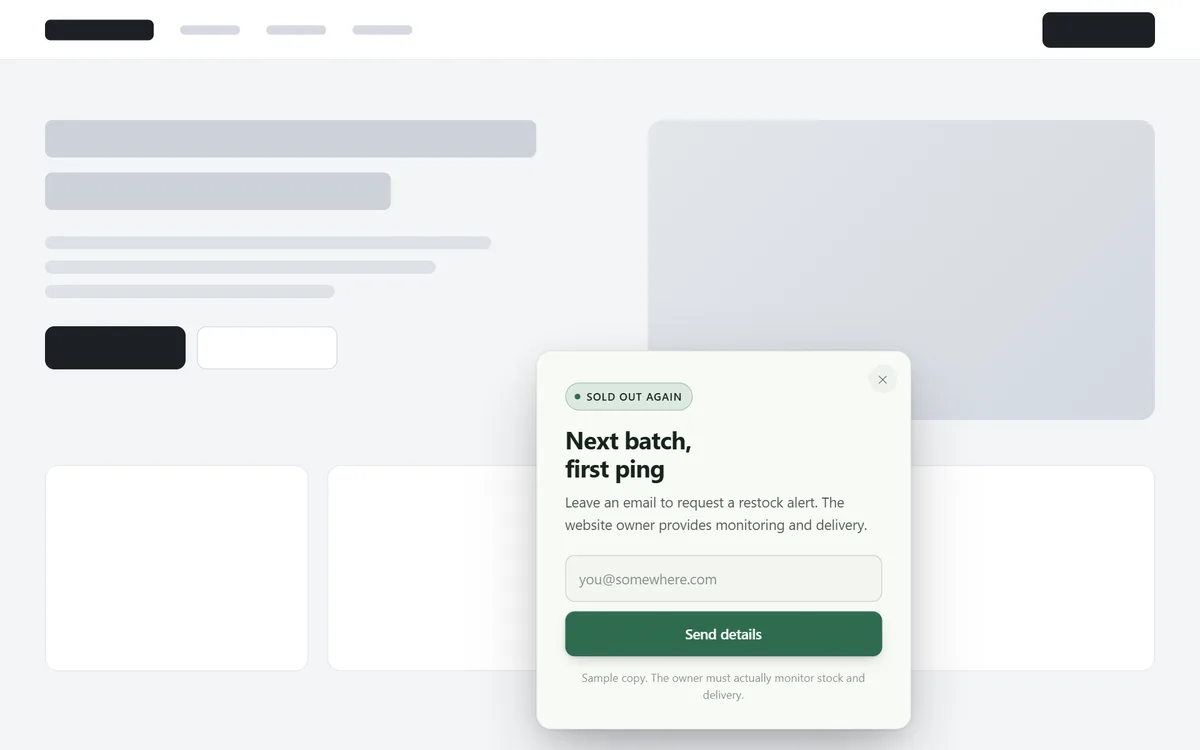 SOLD OUT AGAIN
Next batch,
first ping
Leave an email to request a restock alert. The
website owner provides monitoring and delivery.
you@somewhere.com
Send details
Sample copy. The owner must actually monitor stock and
delivery.